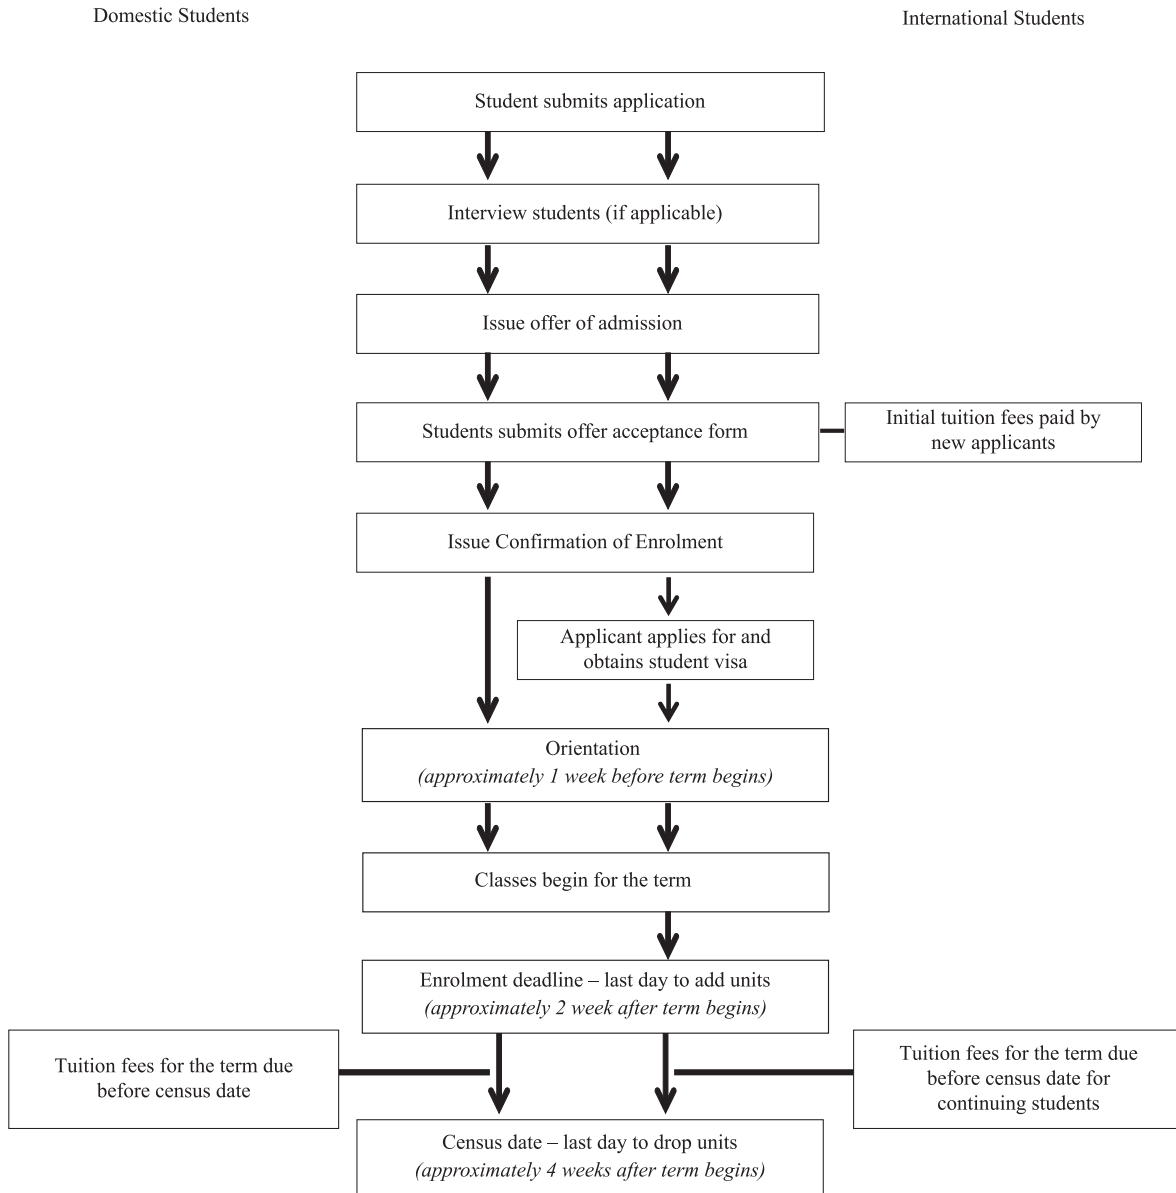 Domestic Students
International Students
Student submits application
Interview students (if applicable)
Issue offer of admission
Students submits offer acceptance form
Initial tuition fees paid by
new applicants
Issue Confirmation of Enrolment
Applicant applies for and
obtains student visa
Orientation
(approximately 1 week before term begins)
Classes begin for the term
Enrolment deadline – last day to add units
(approximately 2 week after term begins)
Tuition fees for the term due
before census date
Tuition fees for the term due
before census date for
continuing students
Census date – last day to drop units
(approximately 4 weeks after term begins)